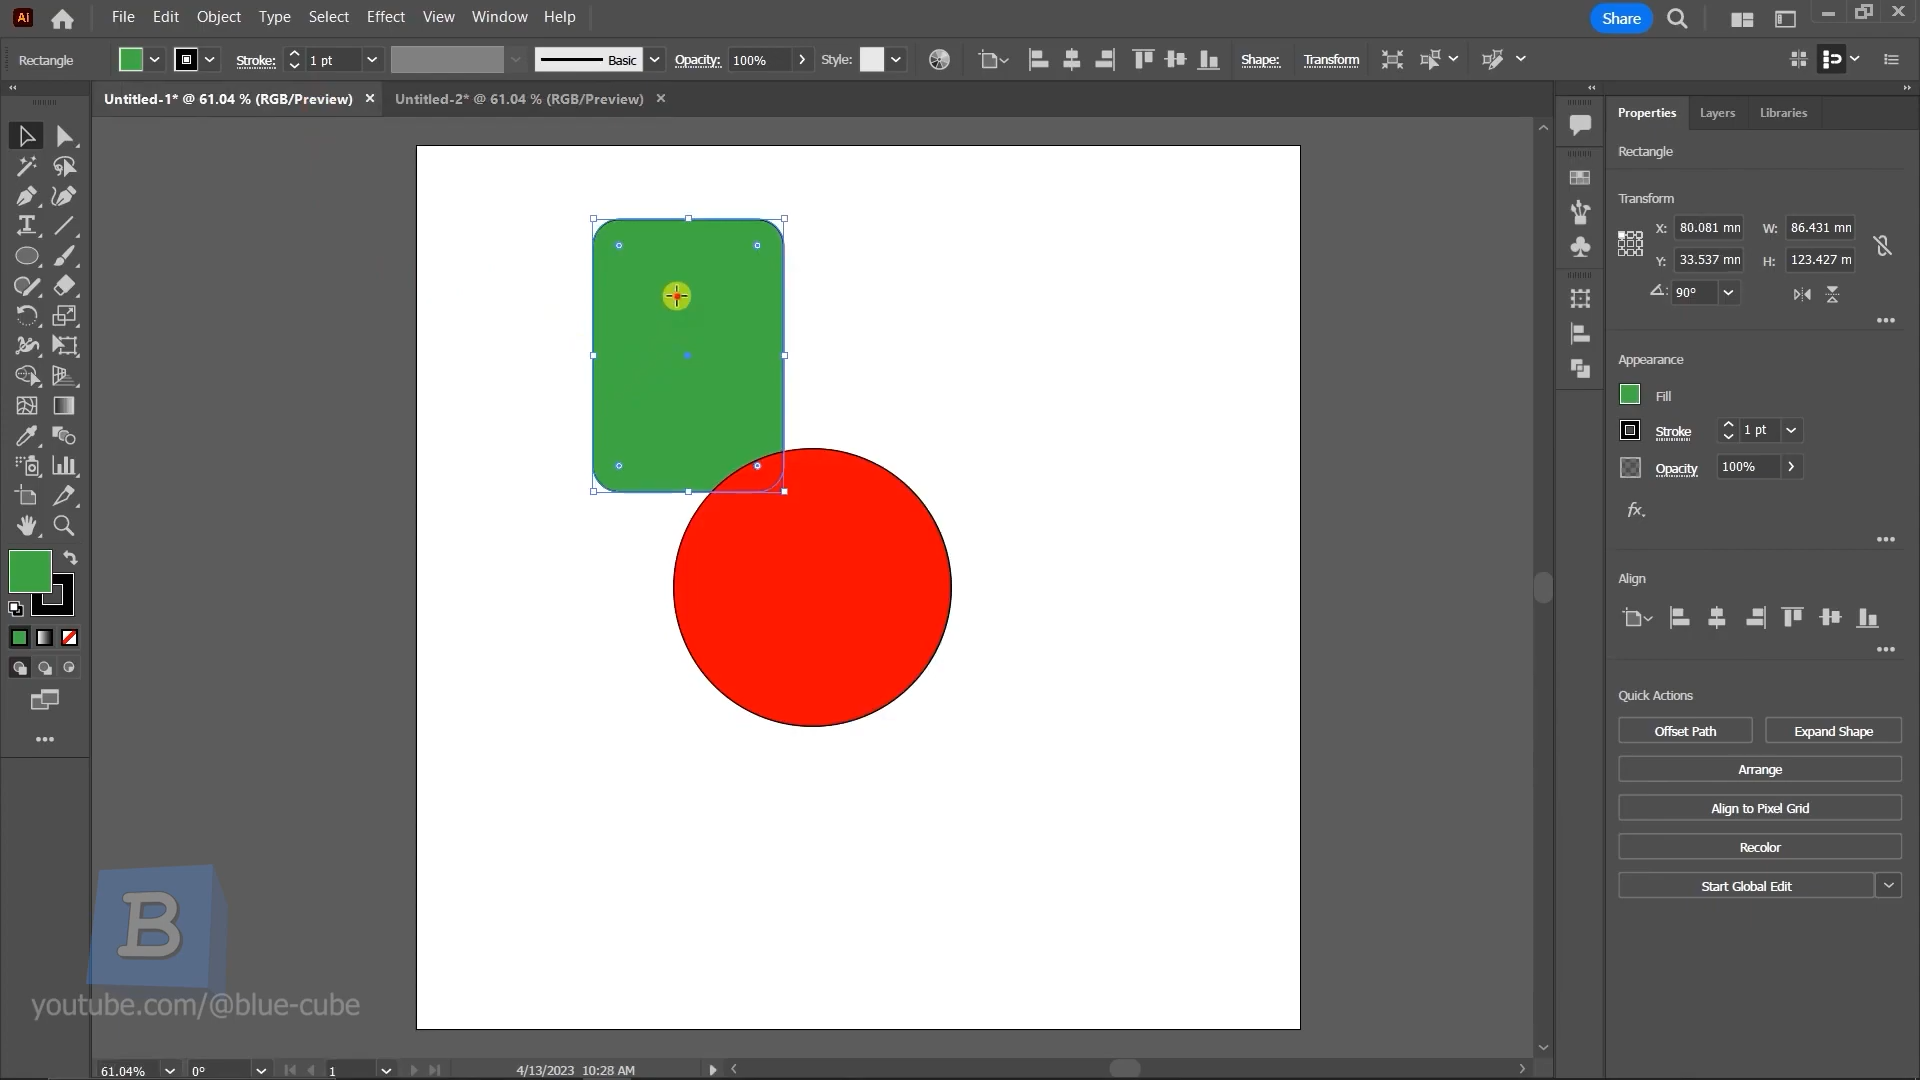 Ai File Edit Object Type Select Effect View Window Help Share
Rectangle Stroke: 1 pt Basic Opacity: 100% Style: Shape: Transform
Untitled-1* @ 61.04 % (RGB/Preview) Untitled-2* @ 61.04 % (RGB/Preview)
Properties Layers Libraries
Rectangle
Transform
X: 80.081 mm W: 86.431 mm
Y: 33.537 mm H: 123.427 m
90°
Appearance
Fill
Stroke 1 pt
Opacity 100%
fx.
Align
Quick Actions
Offset Path Expand Shape
Arrange
Align to Pixel Grid
Recolor
Start Global Edit
B
youtube.com/@blue-cube
61.04% 0° 1 4/13/2023 10:28 AM